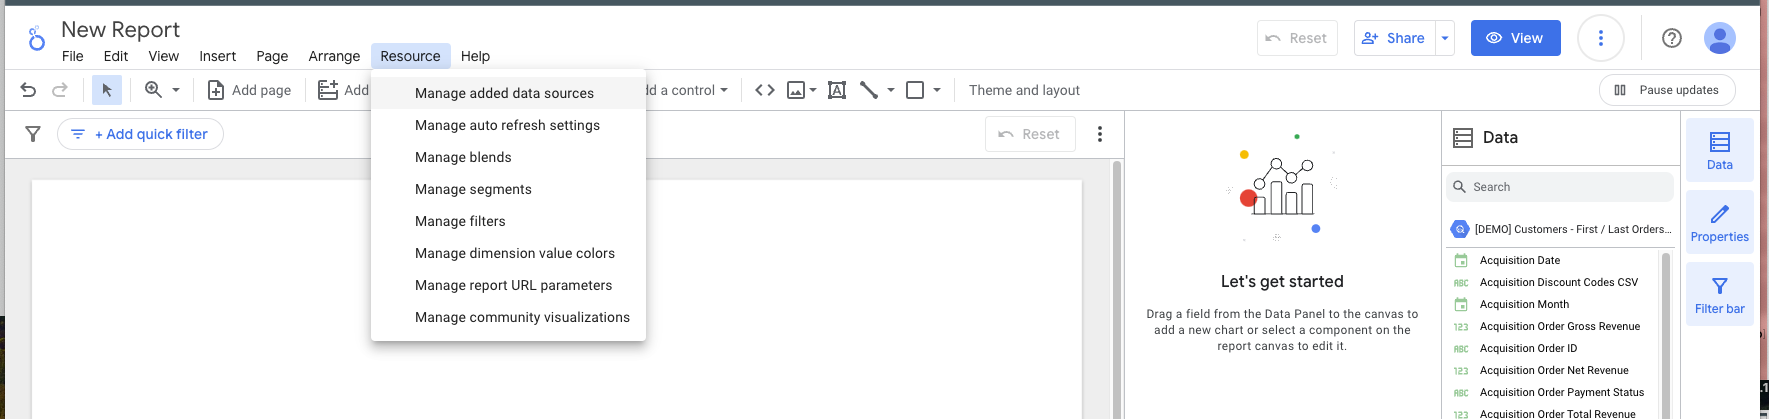 New Report
File Edit View Insert Page Arrange Resource Help
Reset
Share
View
Add page
Add
d a control
Theme and layout
Pause updates
+ Add quick filter
Reset
Manage added data sources
Manage auto refresh settings
Manage blends
Manage segments
Manage filters
Manage dimension value colors
Manage report URL parameters
Manage community visualizations
Let's get started
Drag a field from the Data Panel to the canvas to
add a new chart or select a component on the
report canvas to edit it.
Data
Search
[DEMO] Customers - First / Last Orders...
Acquisition Date
ABC Acquisition Discount Codes CSV
Acquisition Month
123 Acquisition Order Gross Revenue
ABC Acquisition Order ID
123 Acquisition Order Net Revenue
ABC Acquisition Order Payment Status
123 Acquisition Order Total Revenue
Data
Properties
Filter bar